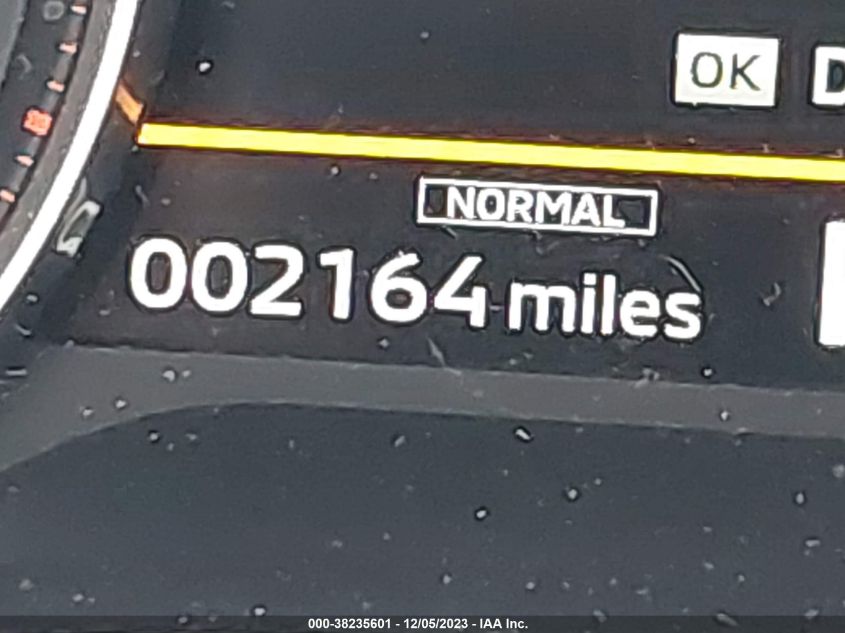 OK D
NORMAL
002164 miles
000-38235601 - 12/05/2023 - IAA Inc.